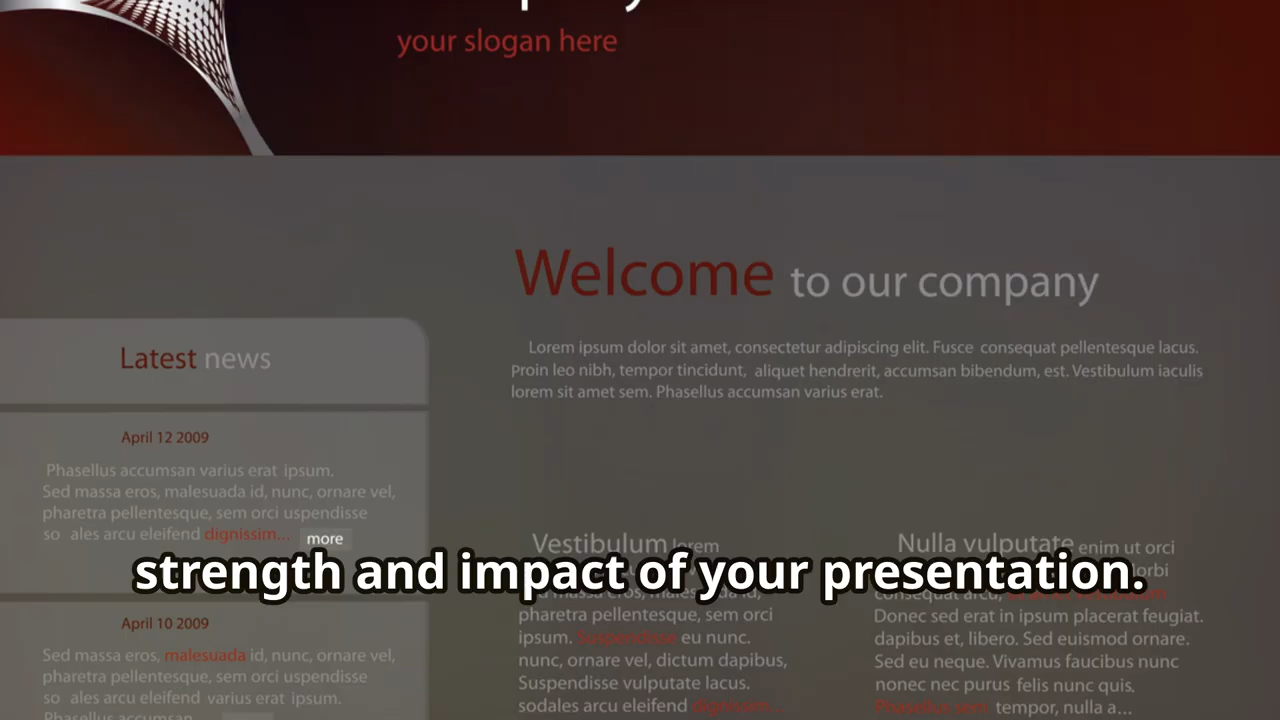 your slogan here
Welcome to our company
Lorem ipsum dolor sit amet, consectetur adipiscing elit. Fusce consequat pellentesque lacus.
Proin leo nibh, tempor tincidunt, aliquet hendrerit, accumsan bibendum, est. Vestibulum iaculis
lorem sit amet sem. Phasellus accumsan varius erat.
Latest news
April 12 2009
Phasellus accumsan varius erat ipsum.
Sed massa eros, malesuada id, nunc, ornare vel,
pharetra pellentesque, sem orci uspendisse
so ales arcu eleifend dignissim... more
April 10 2009
Sed massa eros, malesuada id, nunc, ornare vel,
pharetra pellentesque, sem orci uspendisse
so ales arcu eleifend varius erat ipsum.
Phasellus accumsan
Vestibulum lorem
pharetra pellentesque, sem orci
ipsum. Suspendisse eu nunc.
nunc, ornare vel, dictum dapibus,
Suspendisse vulputate lacus.
sodales arcu eleifend dignissim...
Nulla vulputate enim ut orci
consequat arcu,
Donec sed erat in ipsum placerat feugiat.
dapibus et, libero. Sed euismod ornare.
Sed eu neque. Vivamus faucibus nunc
nonec nec purus felis nunc quis,
Phasellus sem. tempor, nulla a...
strength and impact of your presentation.